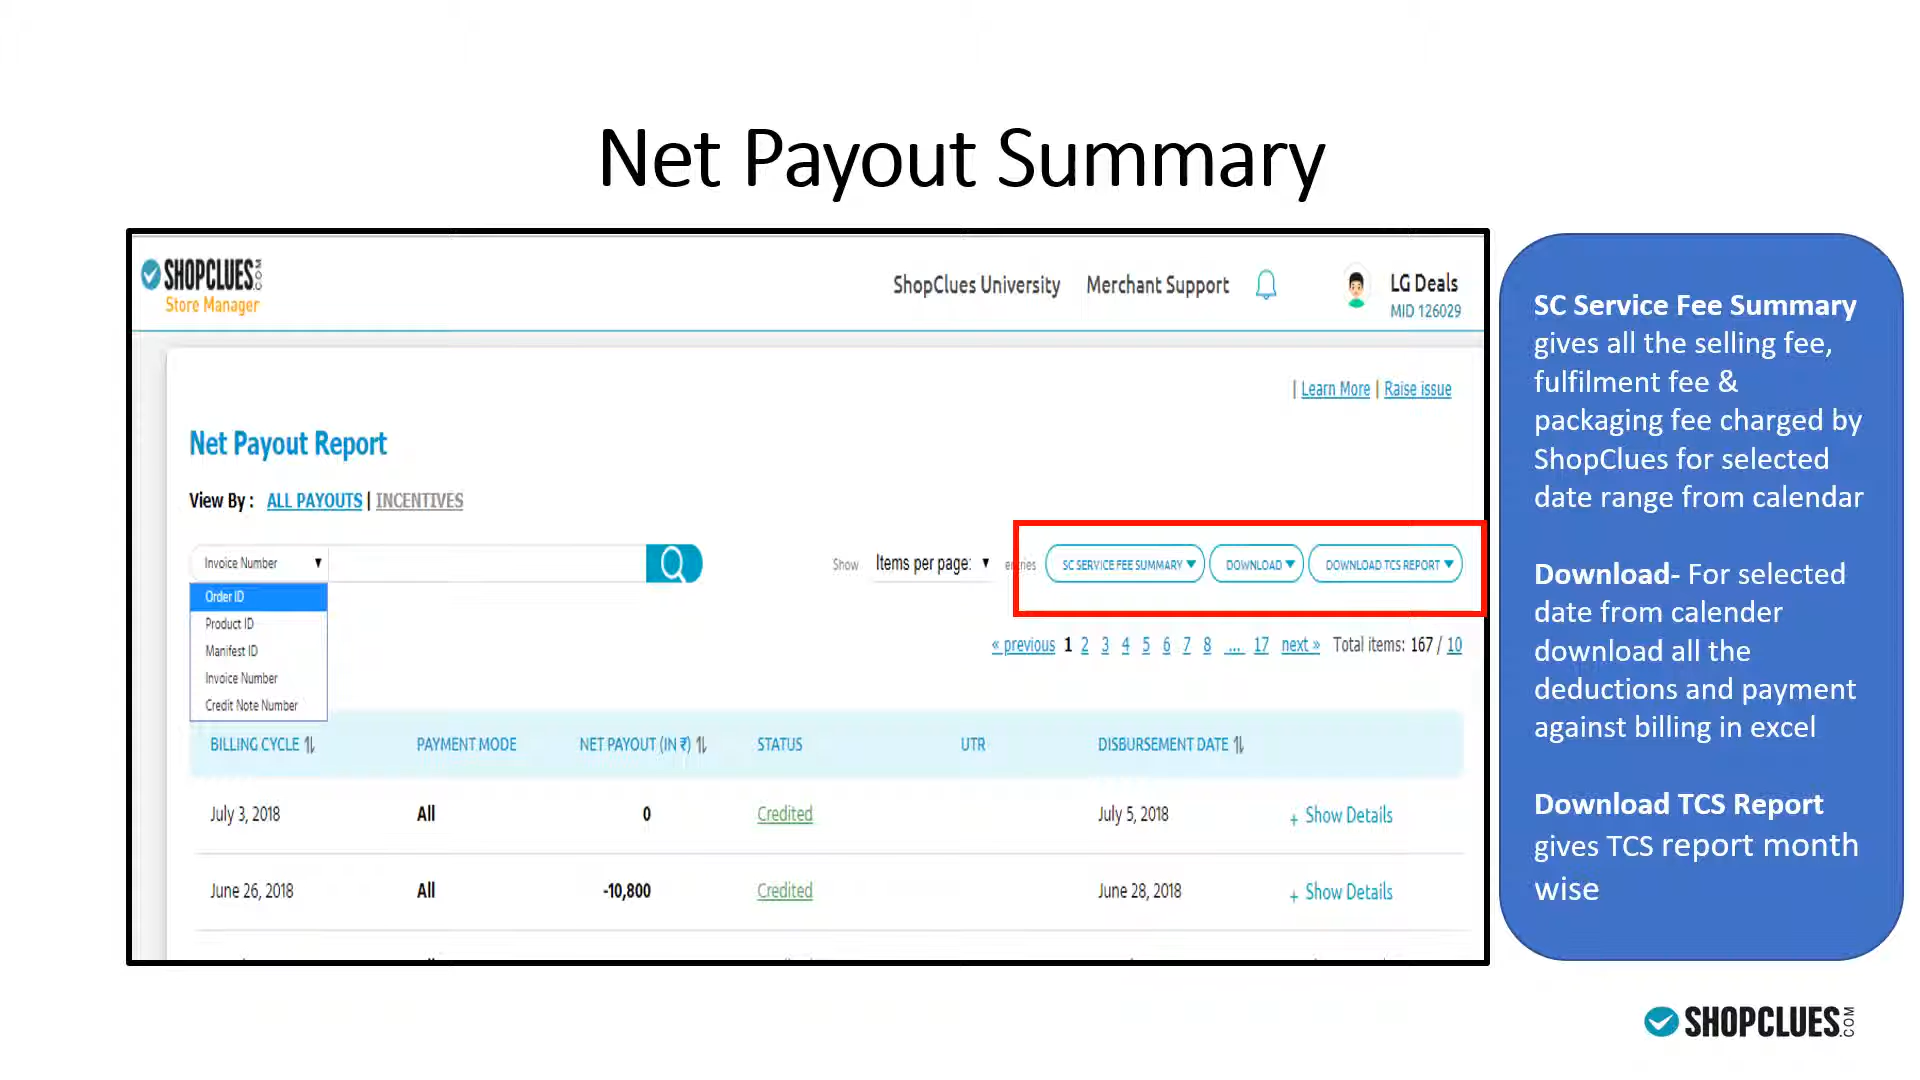 Net Payout Summary
SHOPCLUES.COM
Store Manager
ShopClues University Merchant Support
LG Deals
MID 126029
| Learn More | Raise issue
Net Payout Report
View By : ALL PAYOUTS | INCENTIVES
Invoice Number ▼
Show Items per page: ▼
SC SERVICE FEE SUMMARY ▼ DOWNLOAD ▼ DOWNLOAD TCS REPORT ▼
Order ID
Product ID
Manifest ID
Invoice Number
Credit Note Number
« previous 1 2 3 4 5 6 7 8 ... 17 next » Total items: 167 / 10
BILLING CYCLE PAYMENT MODE NET PAYOUT (IN ₹) STATUS UTR DISBURSEMENT DATE
July 3, 2018 All 0 Credited July 5, 2018 + Show Details
June 26, 2018 All -10,800 Credited June 28, 2018 + Show Details
SC Service Fee Summary
gives all the selling fee,
fulfilment fee &
packaging fee charged by
ShopClues for selected
date range from calendar
Download- For selected
date from calender
download all the
deductions and payment
against billing in excel
Download TCS Report
gives TCS report month
wise
SHOPCLUES.COM